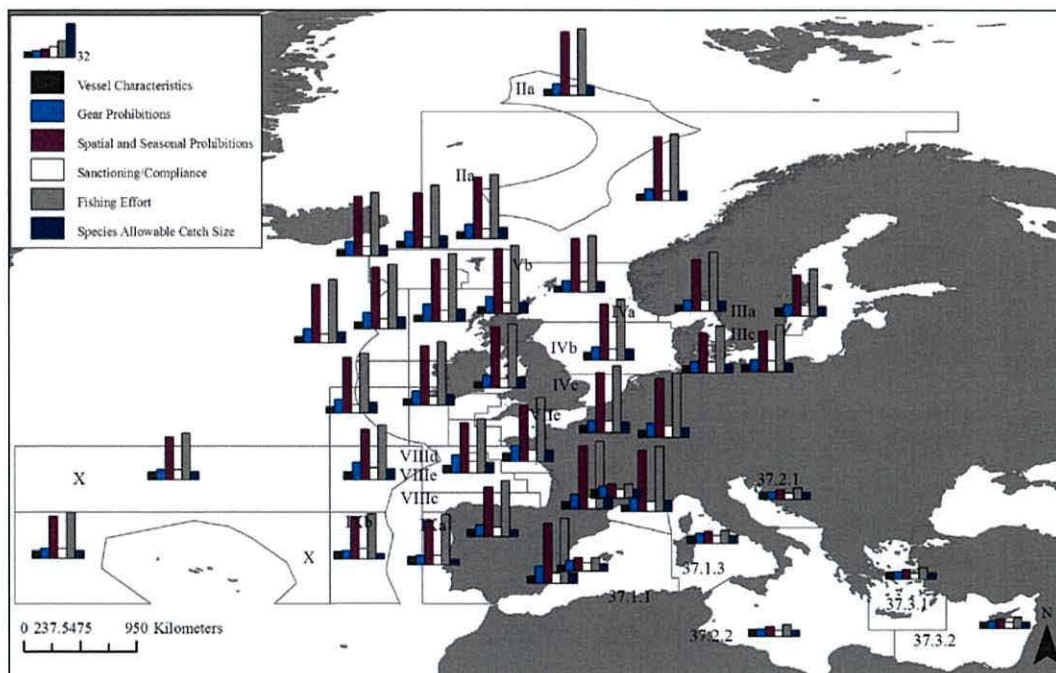 32
Vessel Characteristics
Gear Prohibitions
Spatial and Seasonal Prohibitions
Sanctioning/Compliance
Fishing Effort
Species Allowable Catch Size
IIa
IIa
Vb
IVa
IIIa
IIIc
IVb
IVc
VIIe
VIIId
VIIIe
VIIIc
X
IXb
IXa
X
37.2.1
37.1.3
37.1.1
37.3.1
37.2.2
37.3.2
N
0 237.5475 950 Kilometers